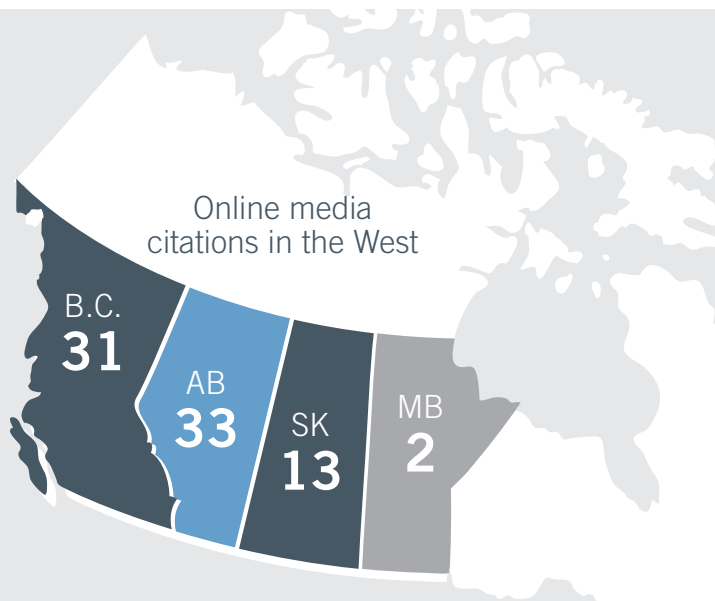 Online media
citations in the West
B.C.
31
AB
33
SK
13
MB
2